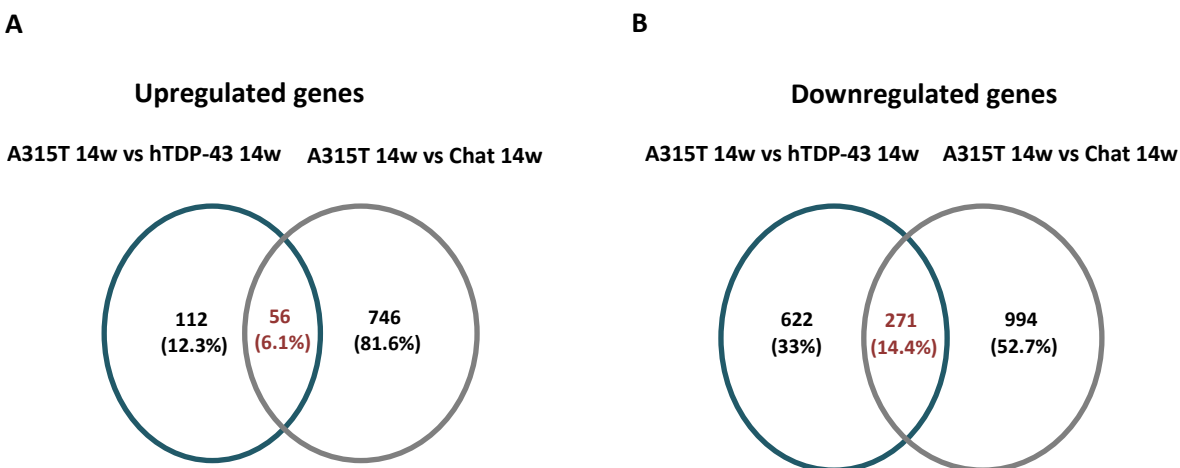 A
Upregulated genes
A315T 14w vs hTDP-43 14w
A315T 14w vs Chat 14w
112
(12.3%)
56
(6.1%)
746
(81.6%)
B
Downregulated genes
A315T 14w vs hTDP-43 14w
A315T 14w vs Chat 14w
622
(33%)
271
(14.4%)
994
(52.7%)